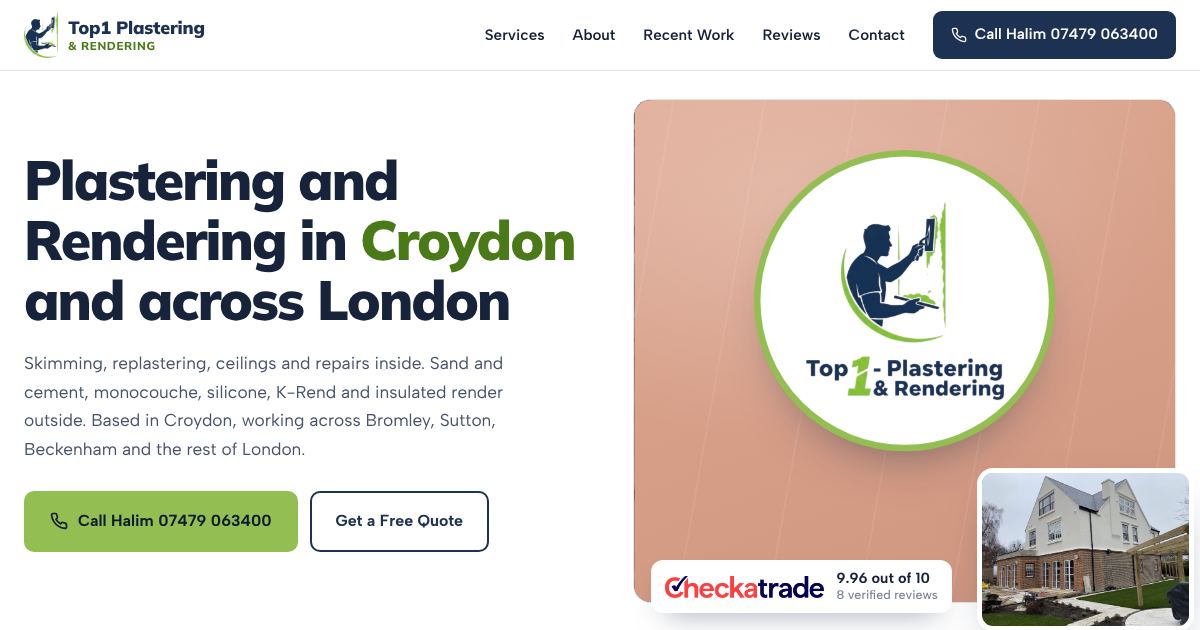 Top1 Plastering
& RENDERING
Services
About
Recent Work
Reviews
Contact
Call Halim 07479 063400
Plastering and
Rendering in Croydon
and across London
Skimming, replastering, ceilings and repairs inside. Sand and
cement, monocouche, silicone, K-Rend and insulated render
outside. Based in Croydon, working across Bromley, Sutton,
Beckenham and the rest of London.
Call Halim 07479 063400
Get a Free Quote
Top1- Plastering
& Rendering
Checkatrade
9.96 out of 10
8 verified reviews